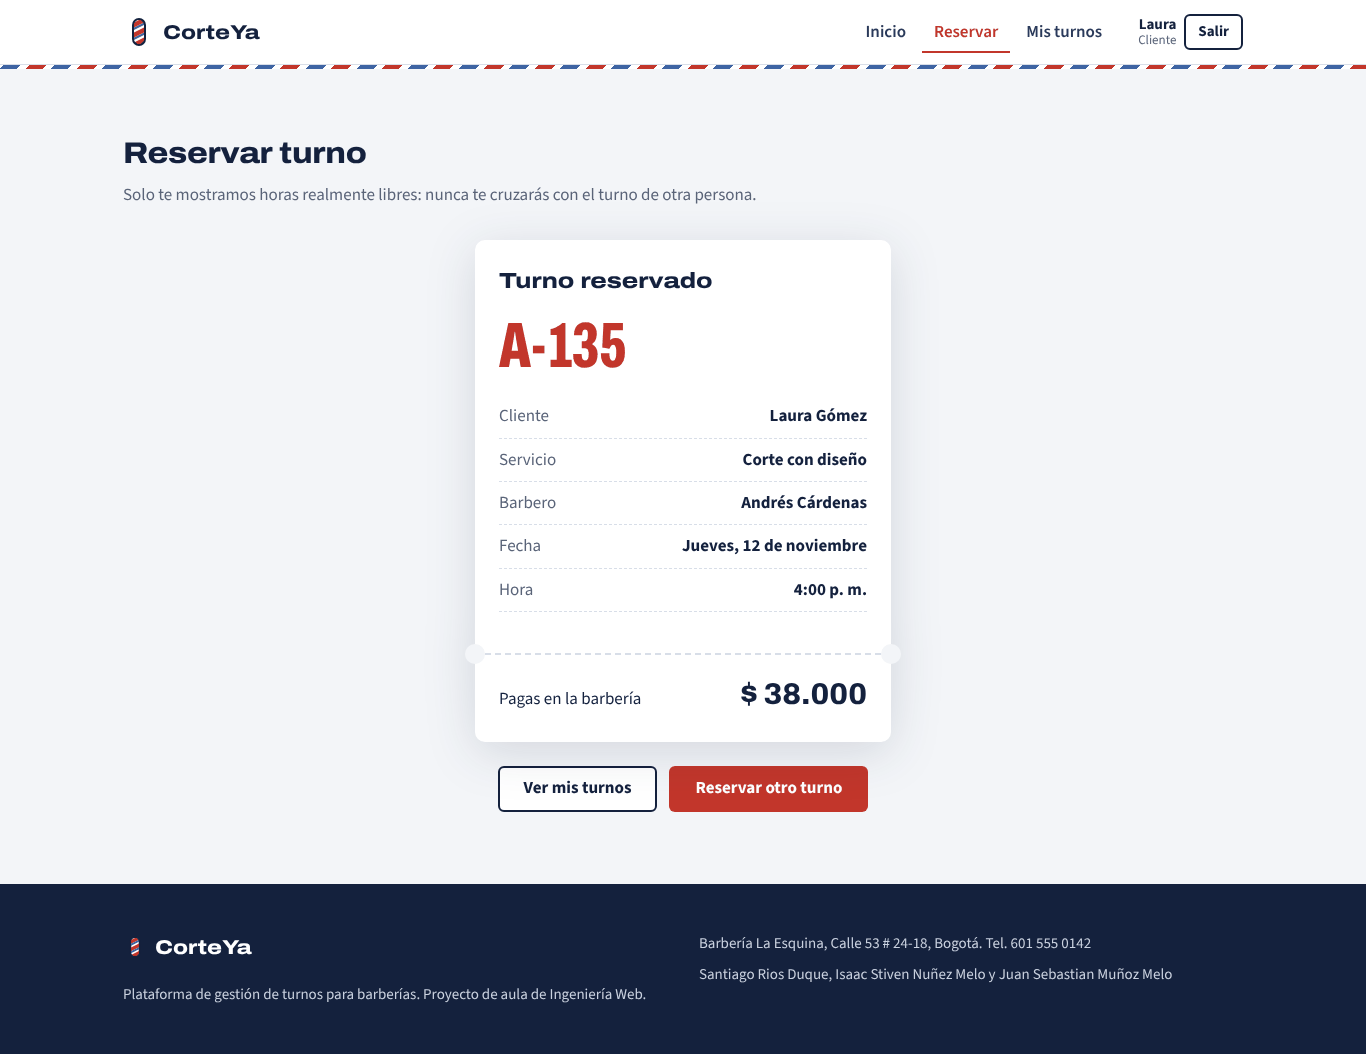 CorteYa
Inicio
Reservar
Mis turnos
Laura
Cliente
Salir
Reservar turno
Solo te mostramos horas realmente libres: nunca te cruzarás con el turno de otra persona.
Turno reservado
A-135
Cliente Laura Gómez
Servicio Corte con diseño
Barbero Andrés Cárdenas
Fecha Jueves, 12 de noviembre
Hora 4:00 p. m.
Pagas en la barbería $ 38.000
Ver mis turnos
Reservar otro turno
CorteYa
Plataforma de gestión de turnos para barberías. Proyecto de aula de Ingeniería Web.
Barbería La Esquina, Calle 53 # 24-18, Bogotá. Tel. 601 555 0142
Santiago Rios Duque, Isaac Stiven Nuñez Melo y Juan Sebastian Muñoz Melo